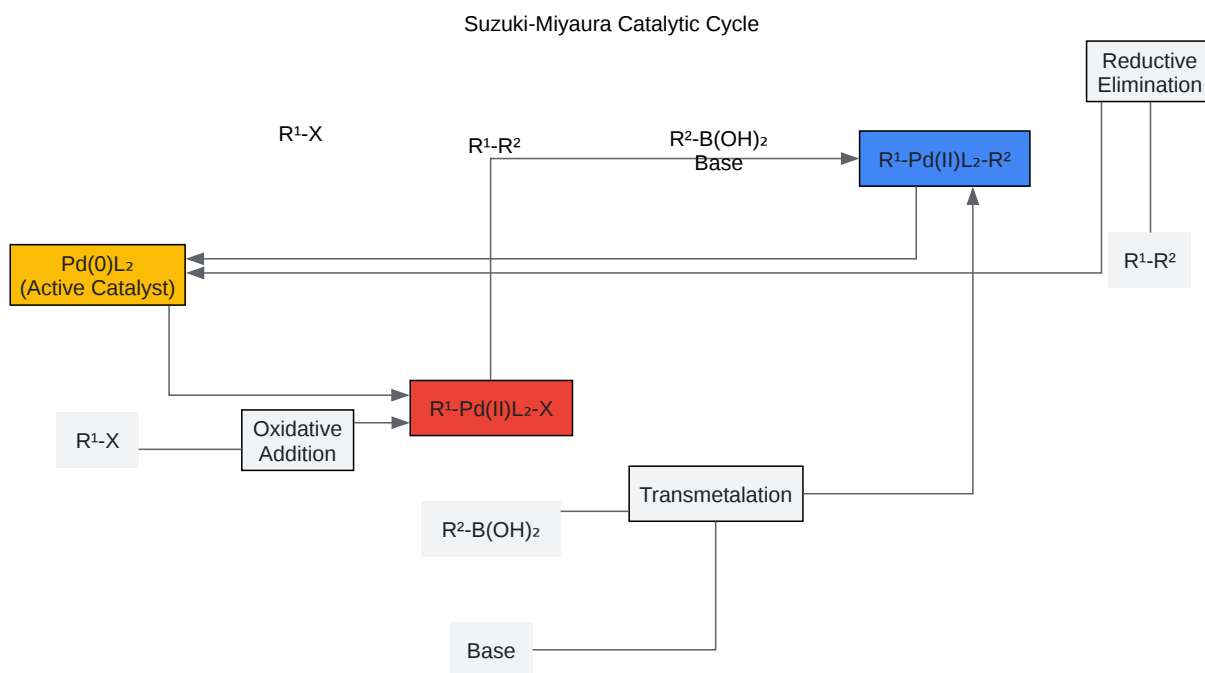 Suzuki-Miyaura Catalytic Cycle
Reductive
Elimination
R¹-X
R¹-R²
R²-B(OH)₂
Base
R¹-Pd(II)L₂-R²
Pd(0)L₂
(Active Catalyst)
R¹-R²
R¹-Pd(II)L₂-X
R¹-X
Oxidative
Addition
Transmetalation
R²-B(OH)₂
Base